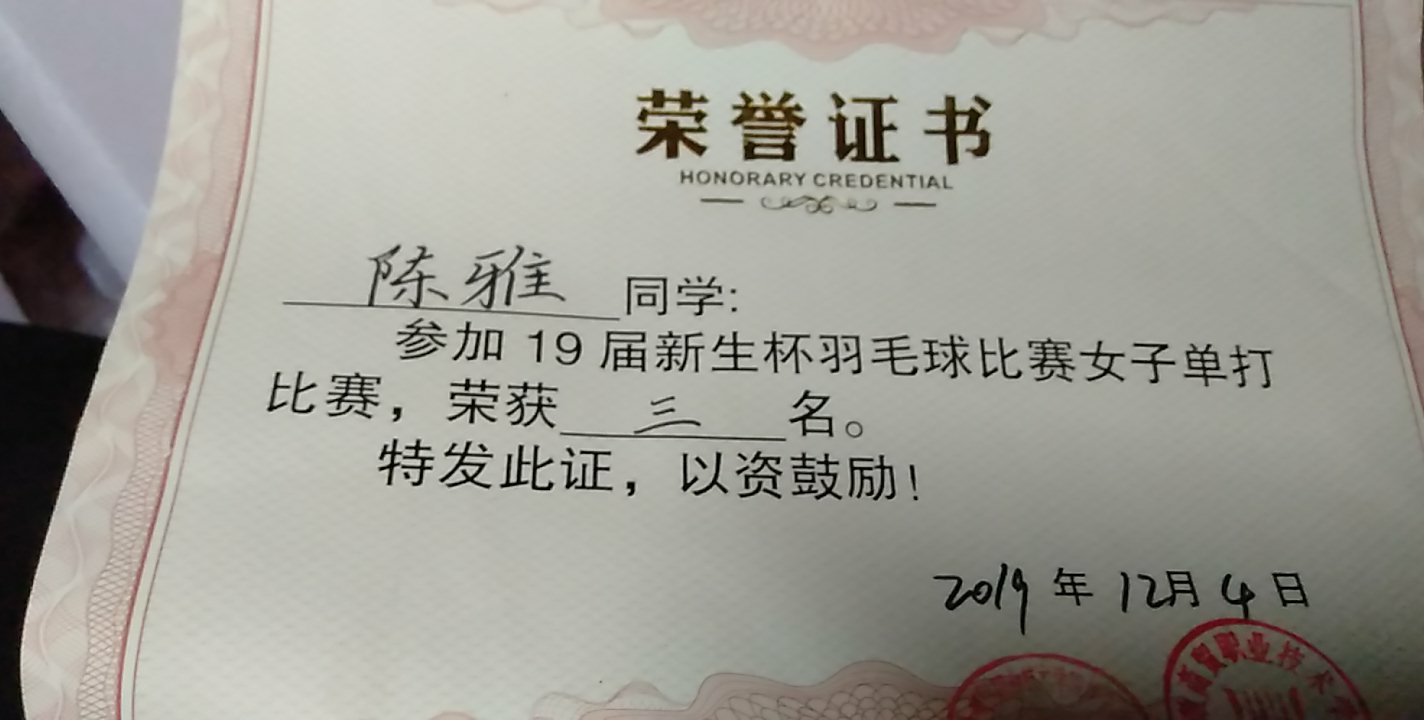 荣誉证书
HONORARY CREDENTIAL
陈雅 同学:
参加 19 届新生杯羽毛球比赛女子单打
比赛，荣获 三 名。
特发此证，以资鼓励!
2019 年 12月 4 日
贸职业技术